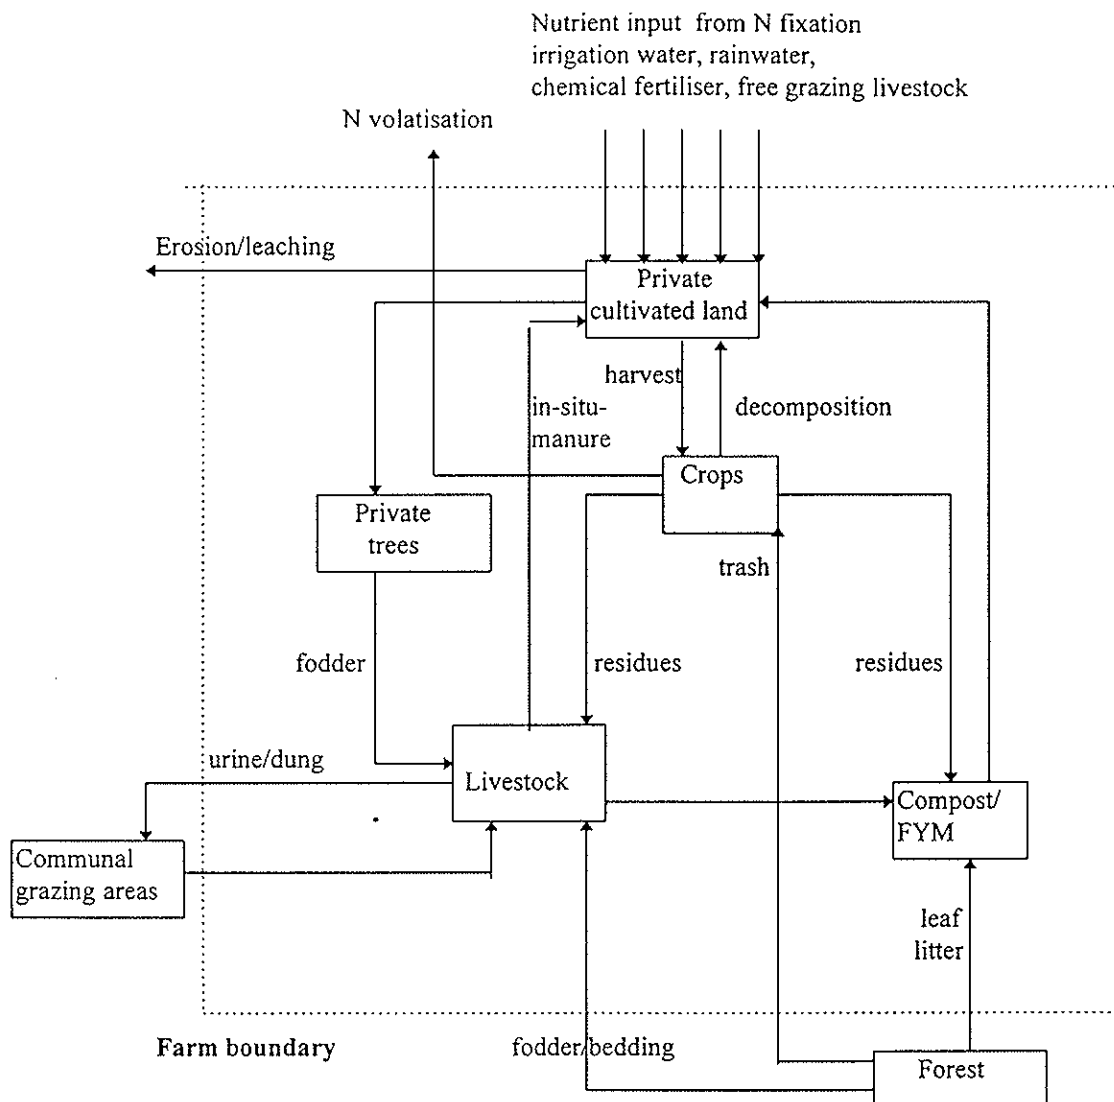 Nutrient input from N fixation
irrigation water, rainwater,
chemical fertiliser, free grazing livestock
N volatisation
Erosion/leaching
Private
cultivated land
harvest
decomposition
in-situ-
manure
Crops
Private
trees
trash
fodder
residues
residues
urine/dung
Livestock
Compost/
FYM
Communal
grazing areas
leaf
litter
Farm boundary
fodder/bedding
Forest